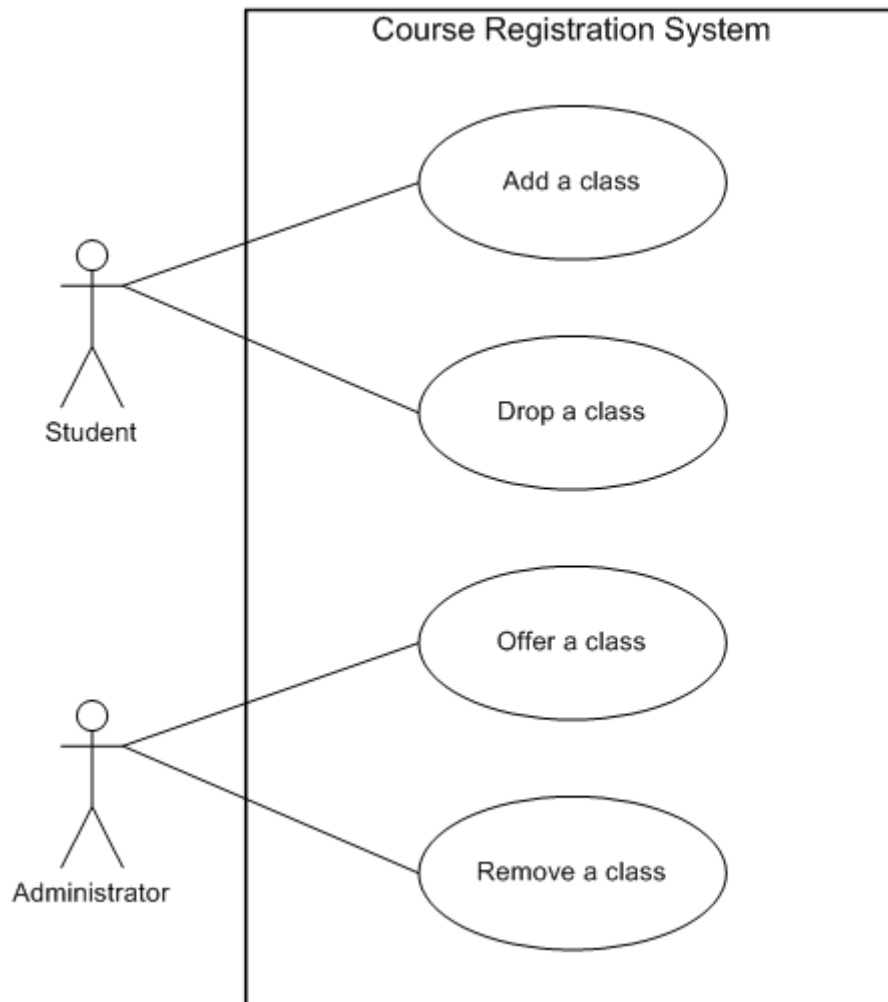 Course Registration System
Add a class
Student
Drop a class
Offer a class
Administrator
Remove a class